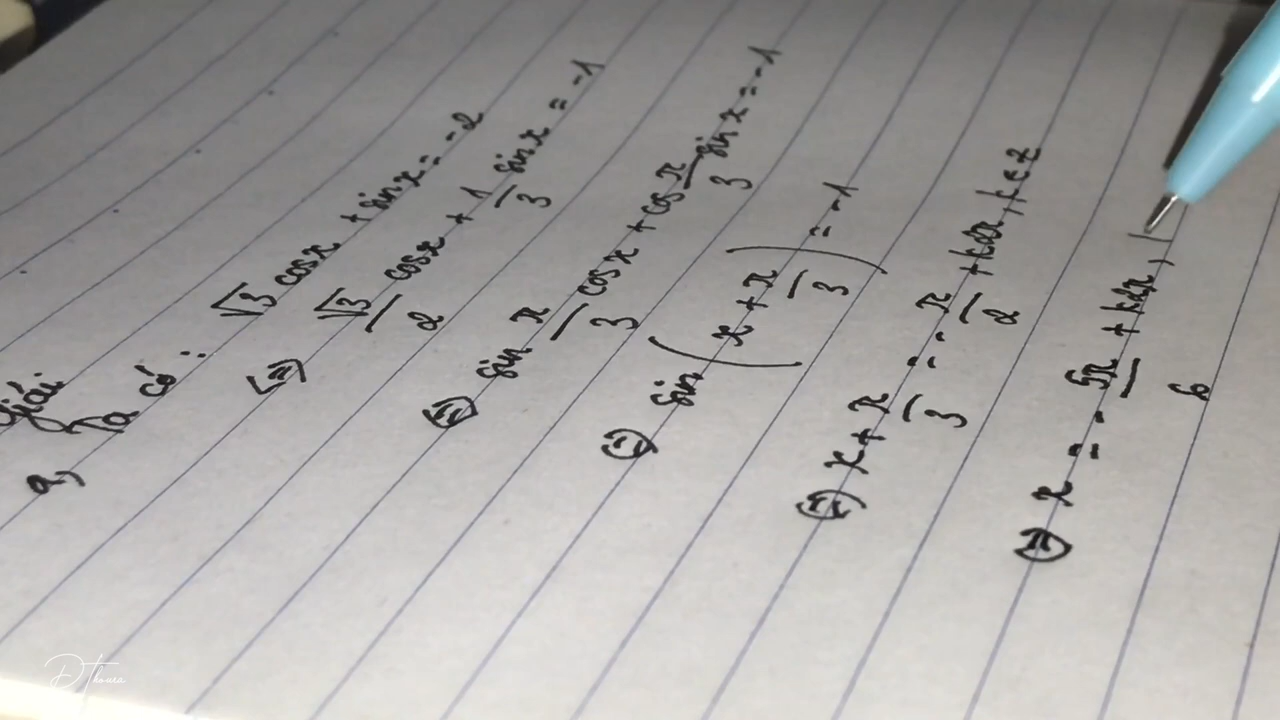 Giải
a, Ta có: √3 cosx + sinx = -2
⇔ √3/2 cosx + 1/3 sinx = -1
⇔ sin π/3 cosx + cos π/3 sinx = -1
⇔ sin(x + π/3) = -1
⇔ x + π/3 = -π/2 + k2π, k∈Z
⇔ x = -5π/6 + k2π,